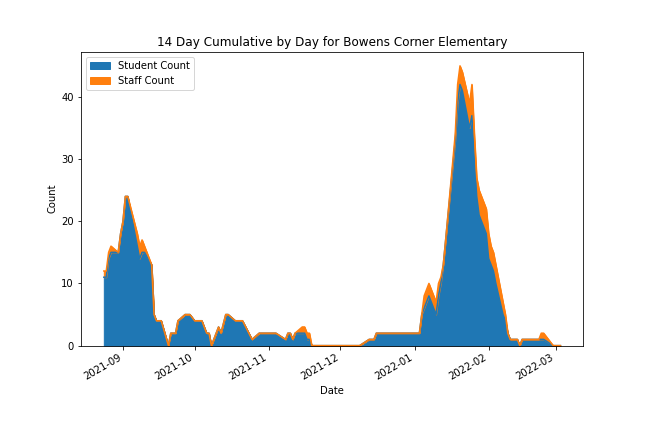 14 Day Cumulative by Day for Bowens Corner Elementary
Student Count
Staff Count
Count
40
30
20
10
0
2021-09
2021-10
2021-11
2021-12
2022-01
2022-02
2022-03
Date